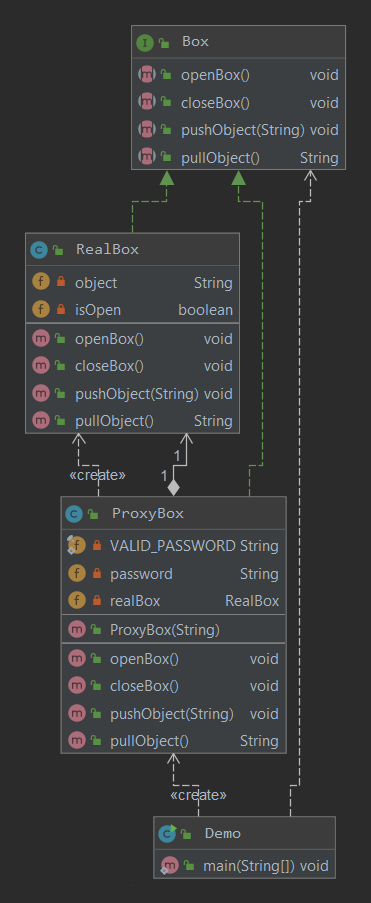 I Box
m openBox() void
m closeBox() void
m pushObject(String) void
m pullObject() String
C RealBox
f object String
f isOpen boolean
m openBox() void
m closeBox() void
m pushObject(String) void
m pullObject() String
«create»
1
1
C ProxyBox
f VALID_PASSWORD String
f password String
f realBox RealBox
m ProxyBox(String)
m openBox() void
m closeBox() void
m pushObject(String) void
m pullObject() String
«create»
C Demo
m main(String[]) void